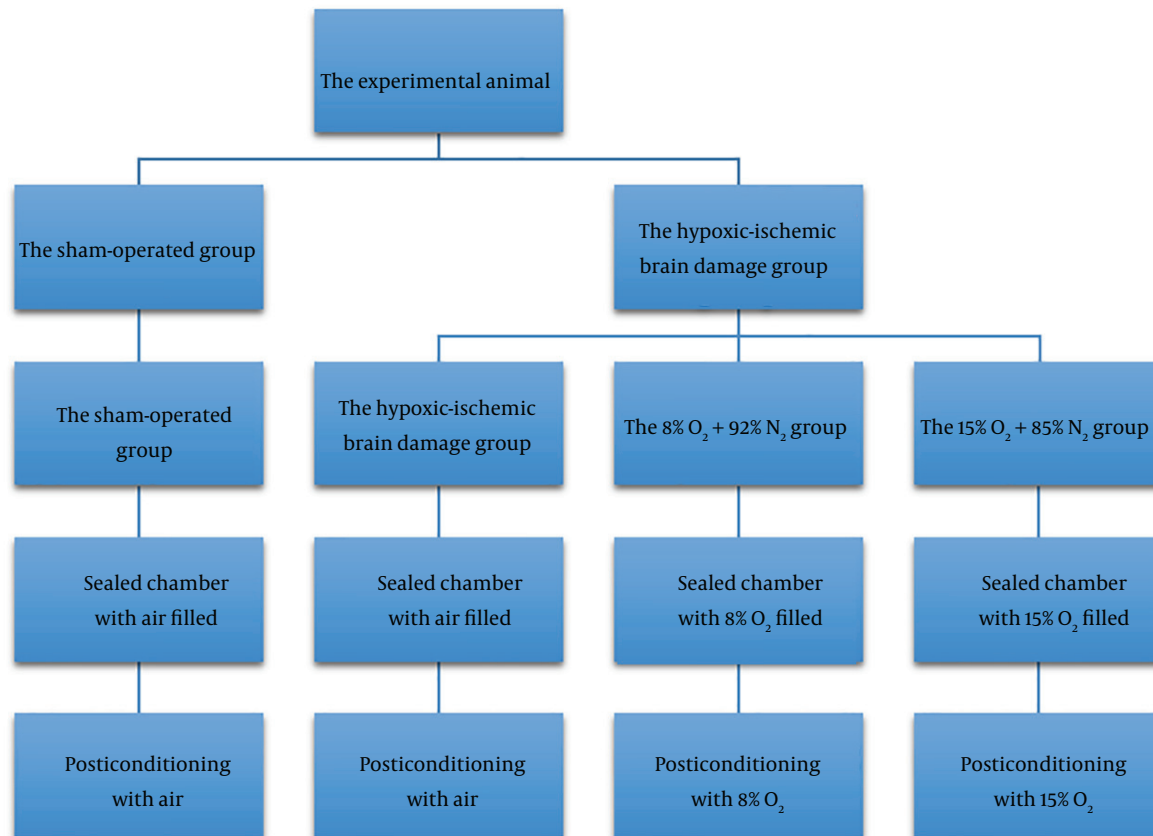 The experimental animal
The sham-operated group
The hypoxic-ischemic
brain damage group
The sham-operated
group
The hypoxic-ischemic
brain damage group
The 8% O₂ + 92% N₂ group
The 15% O₂ + 85% N₂ group
Sealed chamber
with air filled
Sealed chamber
with air filled
Sealed chamber
with 8% O₂ filled
Sealed chamber
with 15% O₂ filled
Posticonditioning
with air
Posticonditioning
with air
Posticonditioning
with 8% O₂
Posticonditioning
with 15% O₂